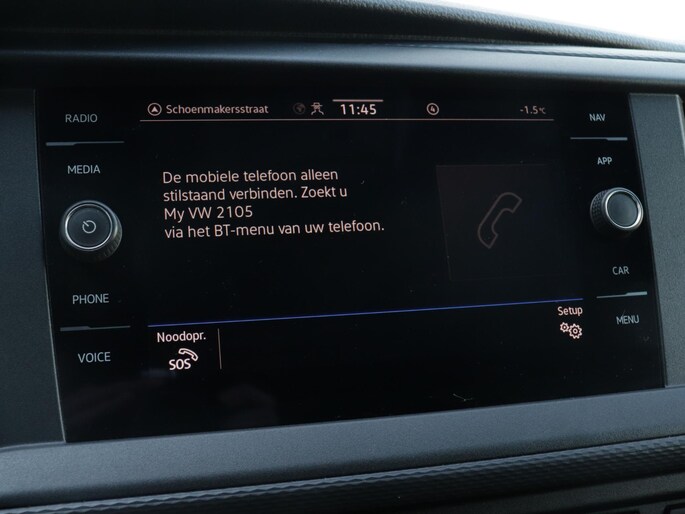 RADIO
MEDIA
PHONE
VOICE
Schoenmakersstraat
11:45
4
-1.5°C
De mobiele telefoon alleen
stilstaand verbinden. Zoekt u
My VW 2105
via het BT-menu van uw telefoon.
Noodopr.
SOS
Setup
NAV
APP
CAR
MENU